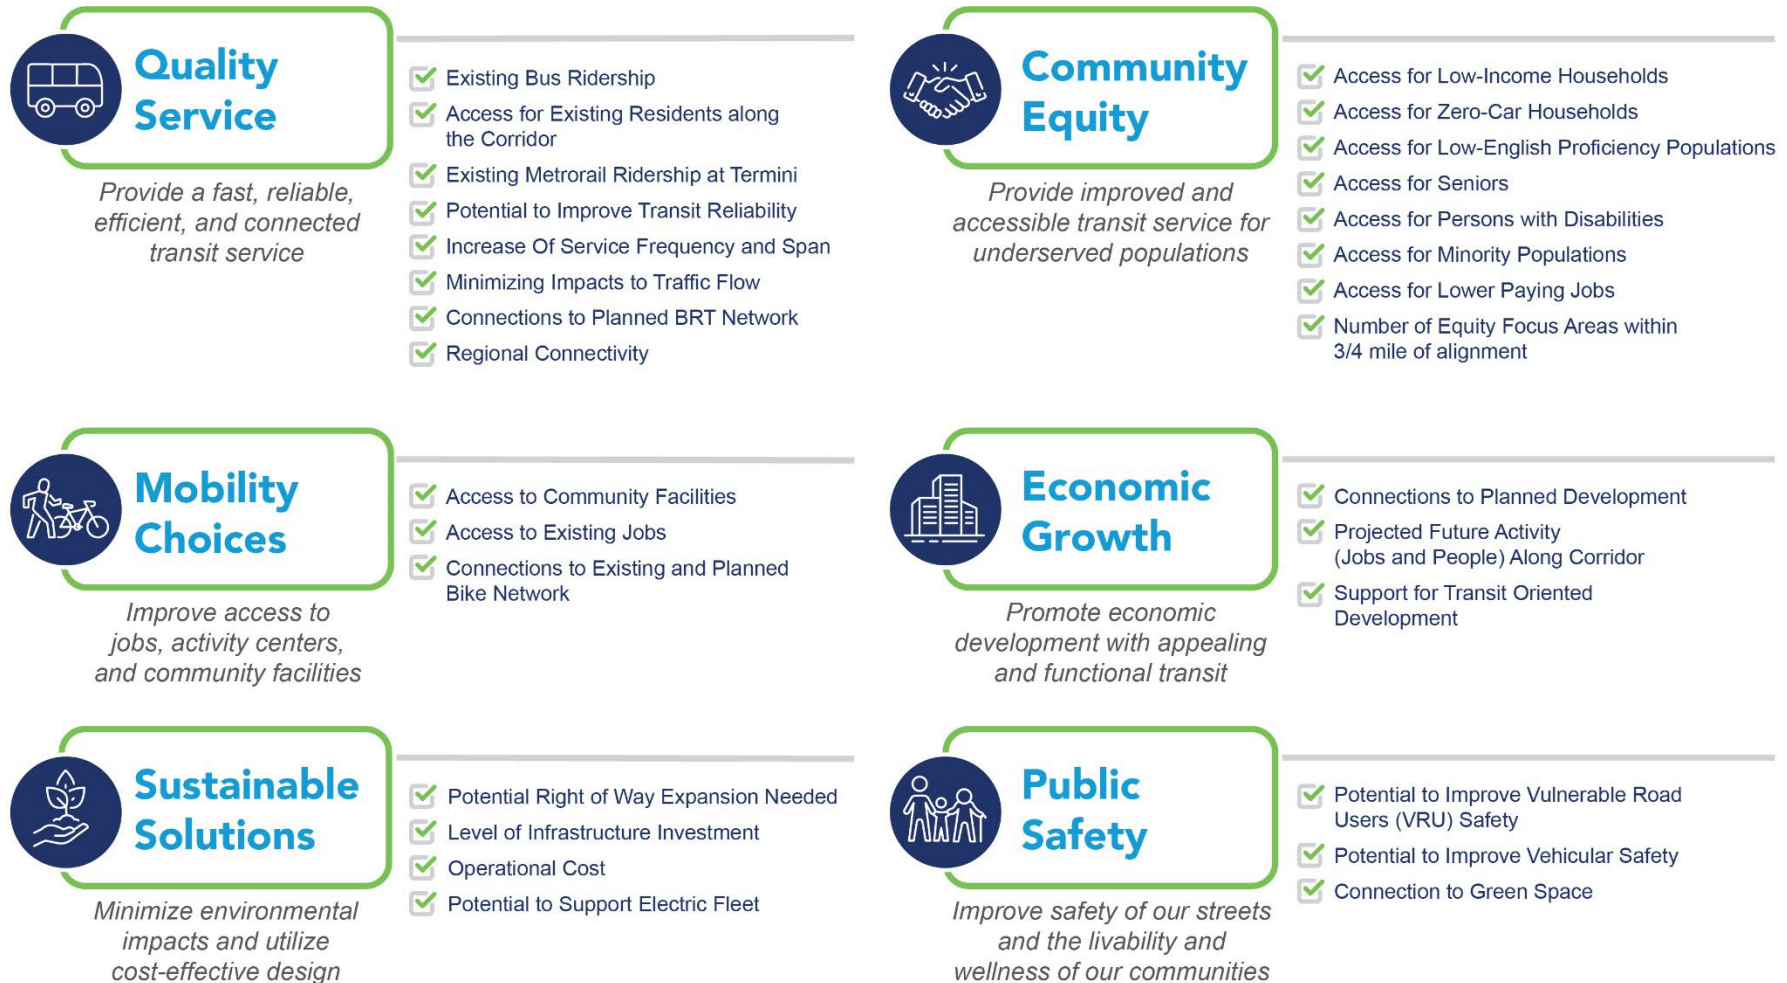 Quality
Service
Provide a fast, reliable,
efficient, and connected
transit service
Existing Bus Ridership
Access for Existing Residents along
the Corridor
Existing Metrorail Ridership at Termini
Potential to Improve Transit Reliability
Increase Of Service Frequency and Span
Minimizing Impacts to Traffic Flow
Connections to Planned BRT Network
Regional Connectivity
Community
Equity
Provide improved and
accessible transit service for
underserved populations
Access for Low-Income Households
Access for Zero-Car Households
Access for Low-English Proficiency Populations
Access for Seniors
Access for Persons with Disabilities
Access for Minority Populations
Access for Lower Paying Jobs
Number of Equity Focus Areas within
3/4 mile of alignment
Mobility
Choices
Improve access to
jobs, activity centers,
and community facilities
Access to Community Facilities
Access to Existing Jobs
Connections to Existing and Planned
Bike Network
Economic
Growth
Promote economic
development with appealing
and functional transit
Connections to Planned Development
Projected Future Activity
(Jobs and People) Along Corridor
Support for Transit Oriented
Development
Sustainable
Solutions
Minimize environmental
impacts and utilize
cost-effective design
Potential Right of Way Expansion Needed
Level of Infrastructure Investment
Operational Cost
Potential to Support Electric Fleet
Public
Safety
Improve safety of our streets
and the livability and
wellness of our communities
Potential to Improve Vulnerable Road
Users (VRU) Safety
Potential to Improve Vehicular Safety
Connection to Green Space